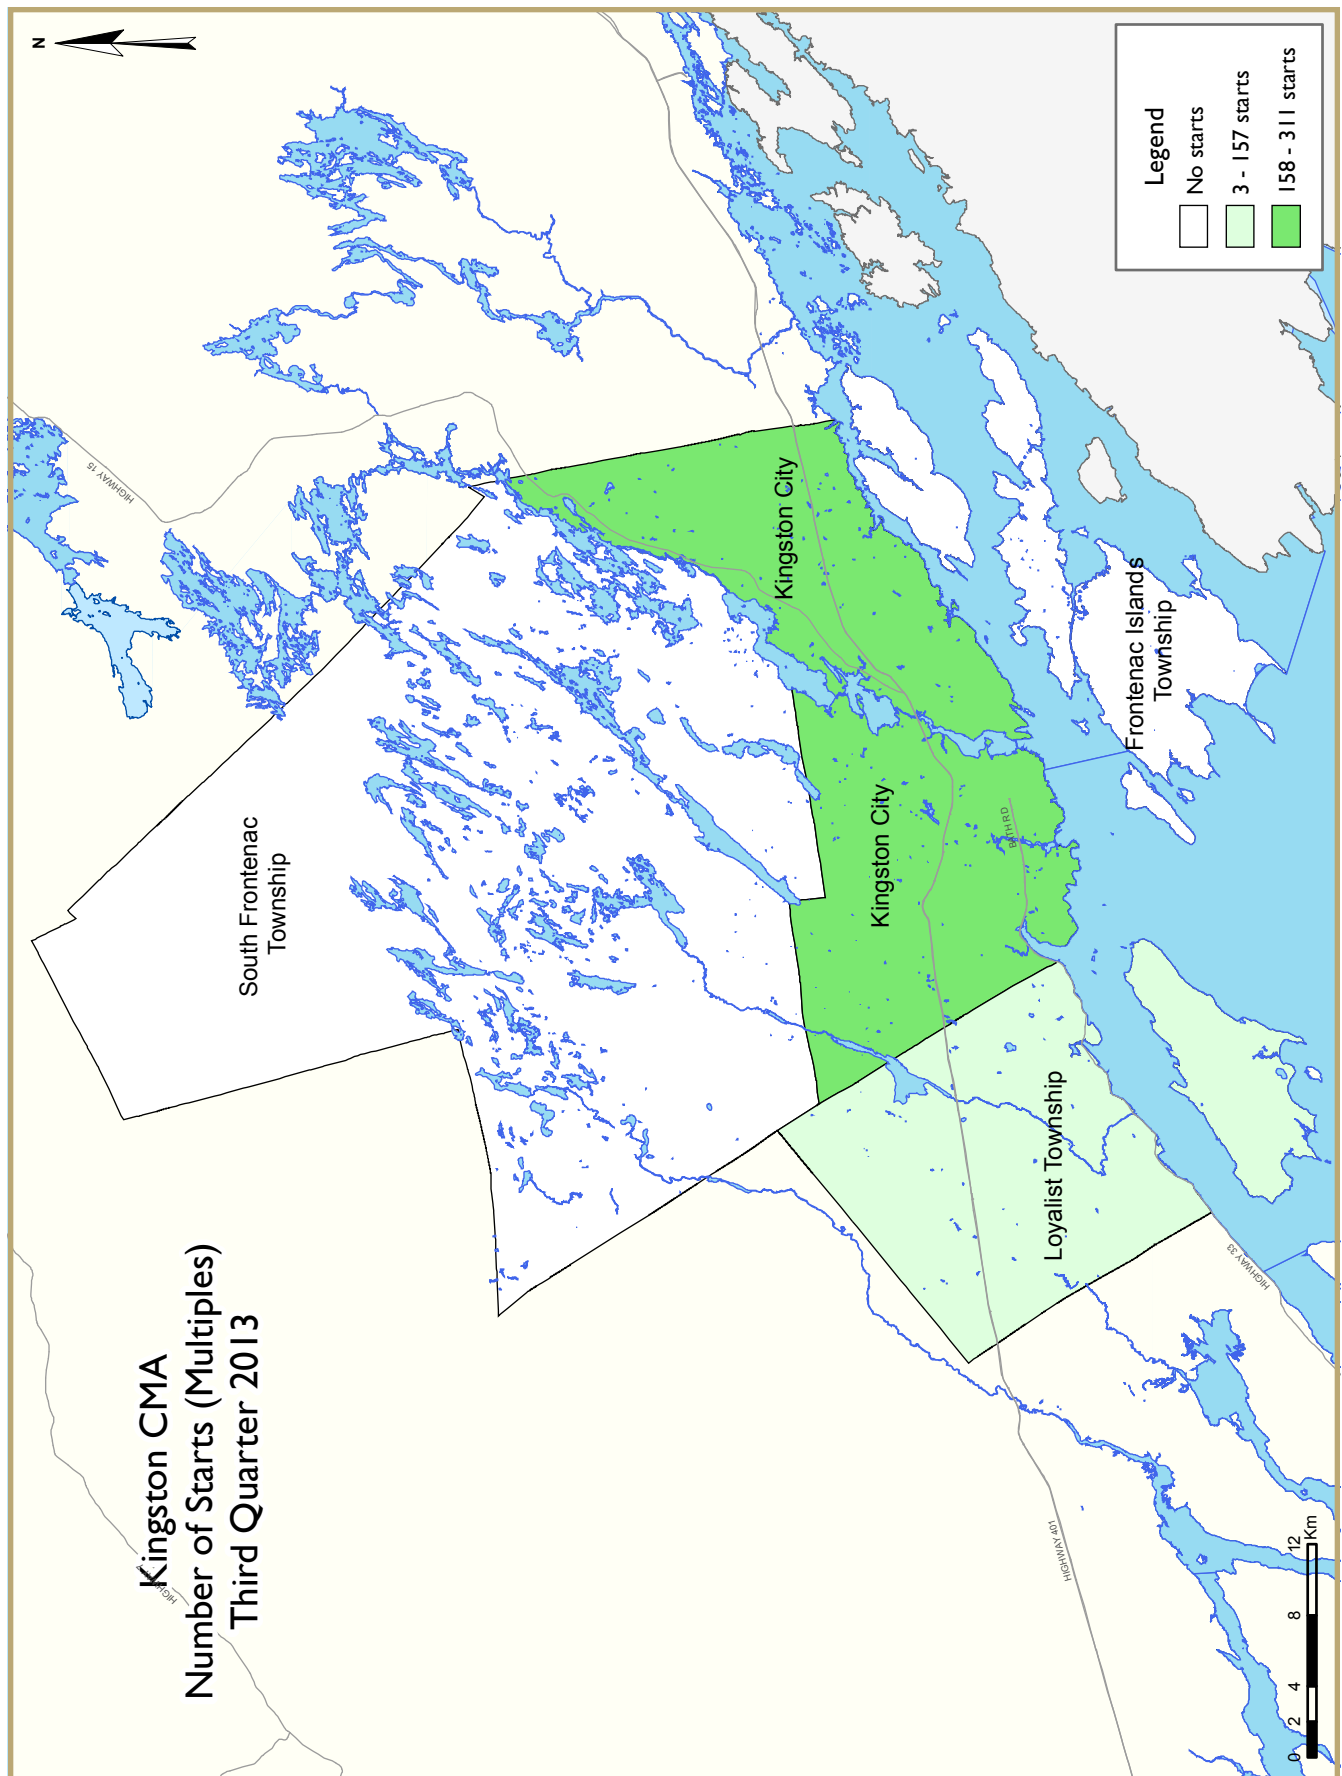 Kingston CMA
Number of Starts (Multiples)
Third Quarter 2013
HIGHWAY 7
HIGHWAY 15
South Frontenac
Township
Kingston City
Kingston City
BATH RD
Loyalist Township
Frontenac Islands
Township
HIGHWAY 33
HIGHWAY 401
N
Legend
No starts
3 - 157 starts
158 - 311 starts
0 2 4 8 12
Km